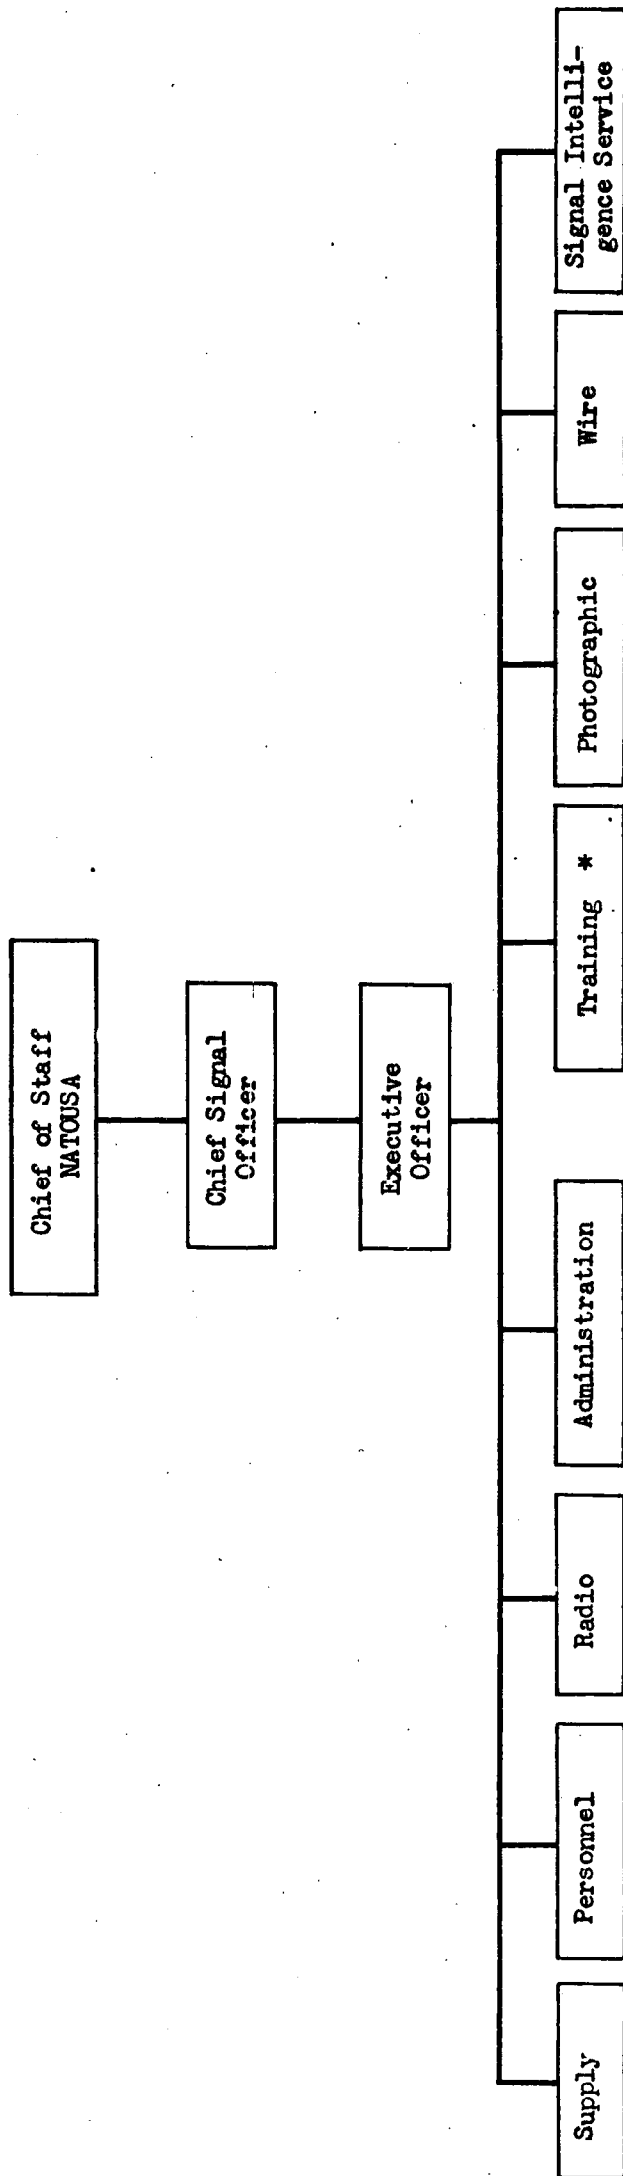 Chief of Staff
NATOUSA
Chief Signal
Officer
Executive
Officer
Supply
Personnel
Radio
Administration
Training *
Photographic
Wire
Signal Intelli-
gence Service